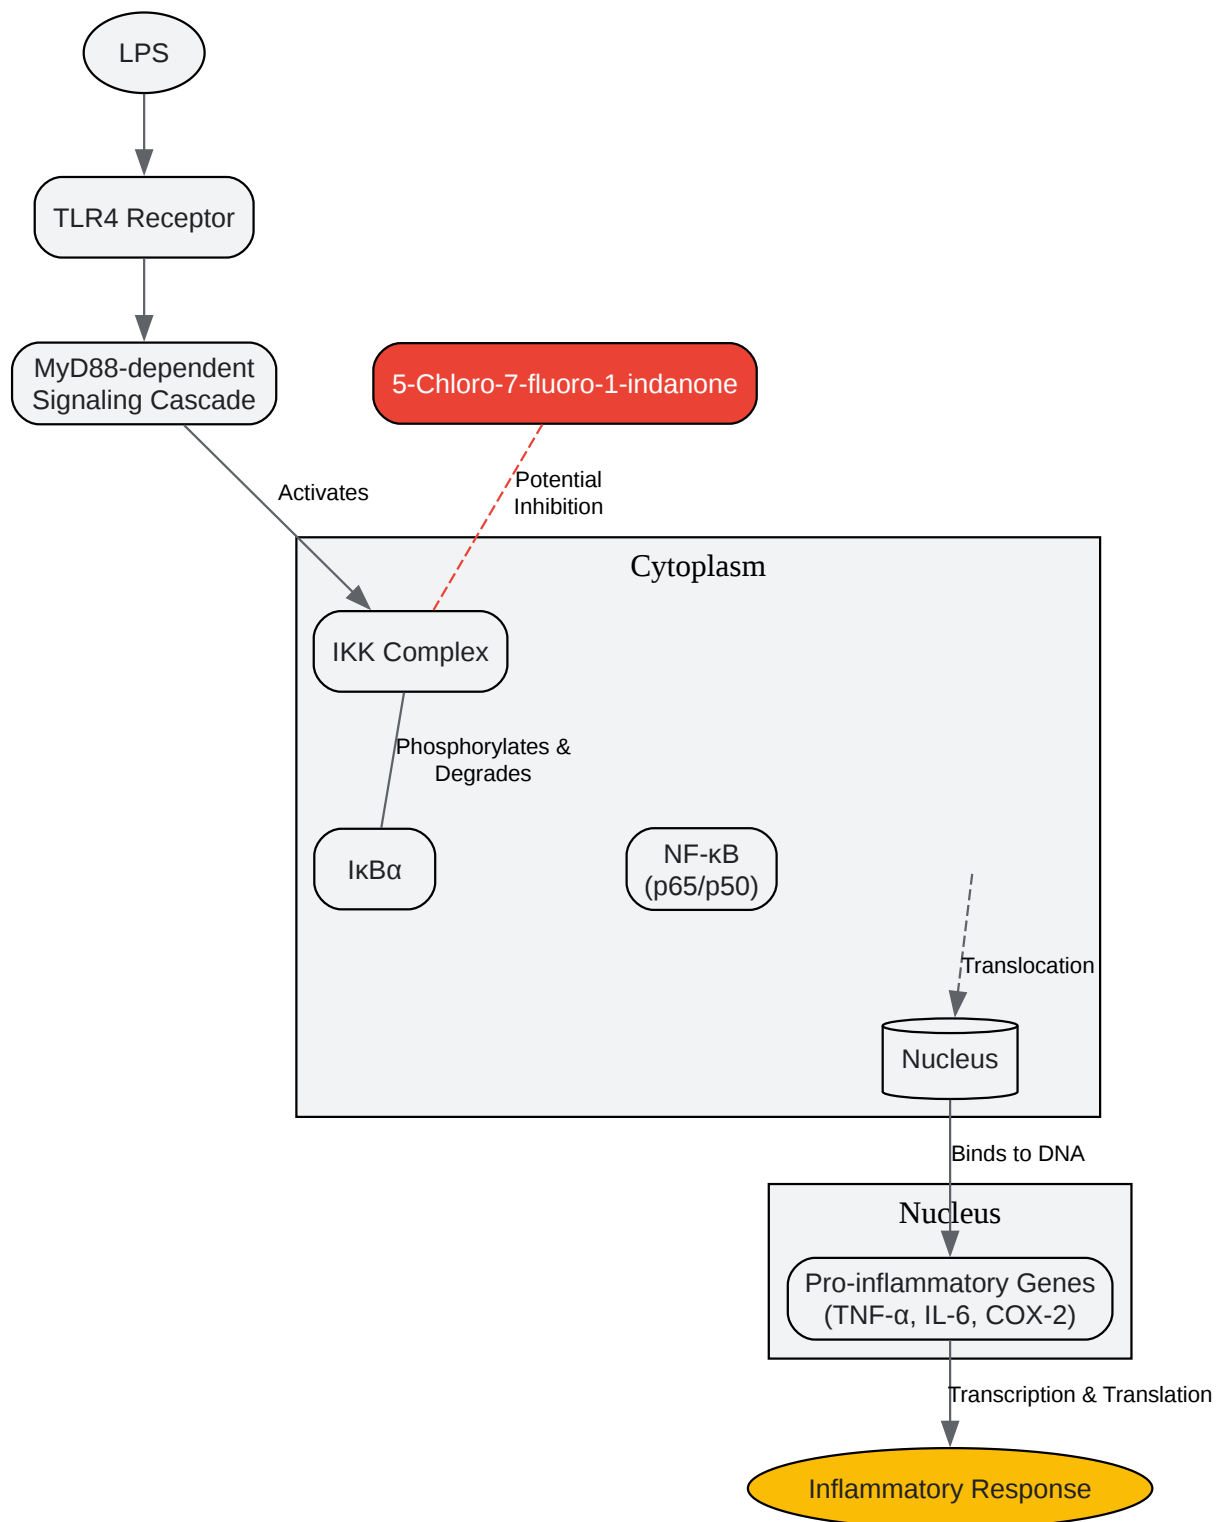 LPS
TLR4 Receptor
MyD88-dependent
Signaling Cascade
5-Chloro-7-fluoro-1-indanone
Activates
Potential
Inhibition
Cytoplasm
IKK Complex
Phosphorylates &
Degrades
IκBα
NF-κB
(p65/p50)
Translocation
Nucleus
Binds to DNA
Nucleus
Pro-inflammatory Genes
(TNF-α, IL-6, COX-2)
Transcription & Translation
Inflammatory Response